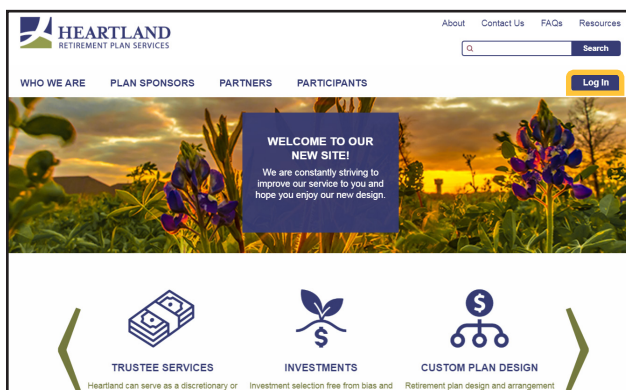 About Contact Us FAQs Resources
HEARTLAND
RETIREMENT PLAN SERVICES
Search
WHO WE ARE PLAN SPONSORS PARTNERS PARTICIPANTS
Log In
WELCOME TO OUR
NEW SITE!
We are constantly striving to
improve our service to you and
hope you enjoy our new design.
$
$
TRUSTEE SERVICES INVESTMENTS CUSTOM PLAN DESIGN
Heartland can serve as a discretionary or Investment selection free from bias and Retirement plan design and arrangement